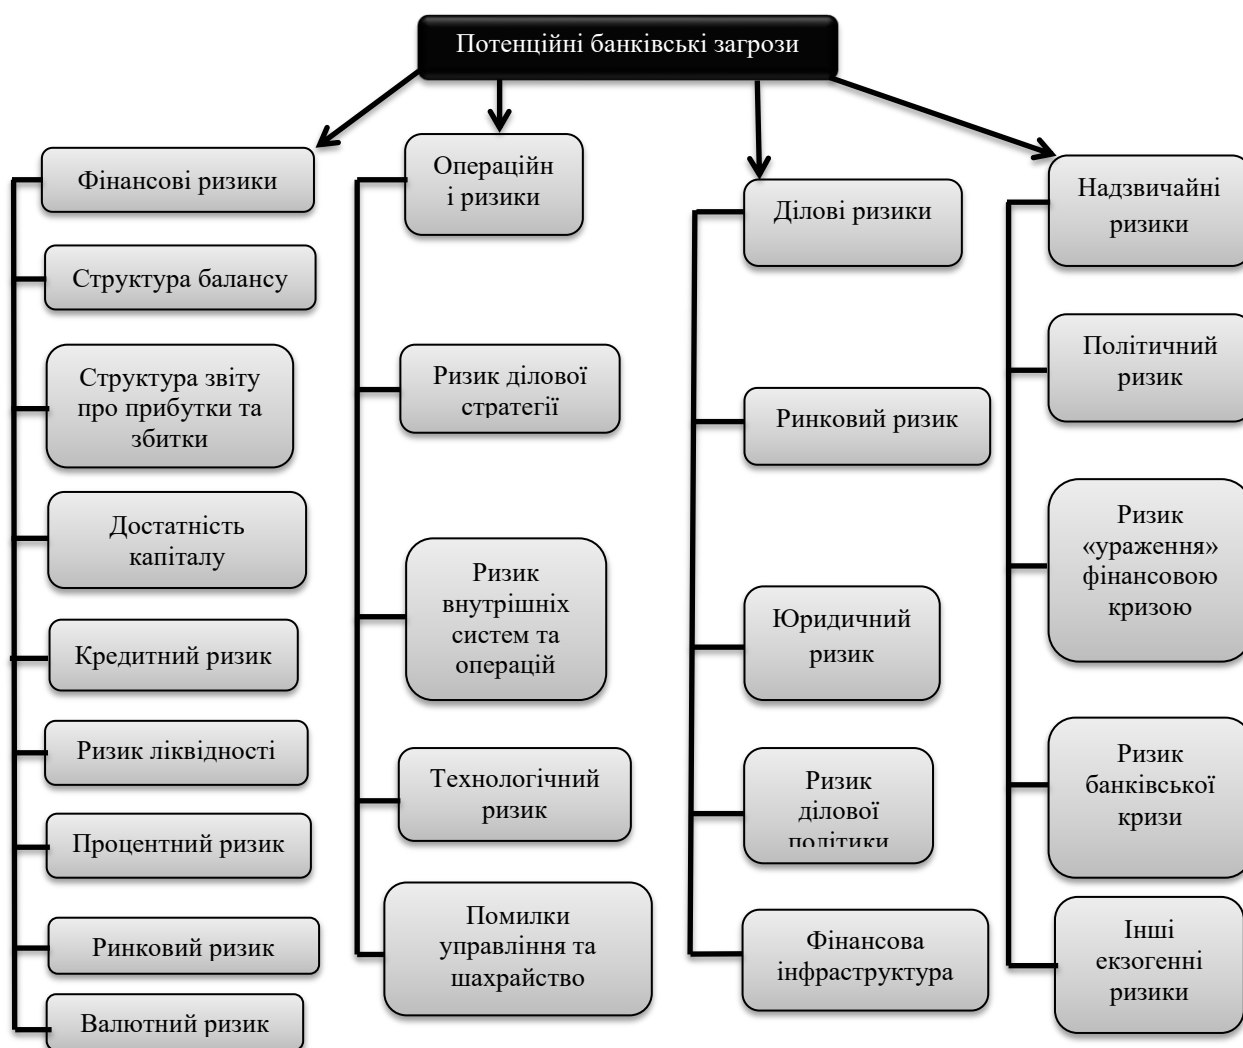 Потенційні банківські загрози
Фінансові ризики
Структура балансу
Структура звіту
про прибутки та
збитки
Достатність
капіталу
Кредитний ризик
Ризик ліквідності
Процентний ризик
Ринковий ризик
Валютний ризик
Операційн
і ризики
Ризик ділової
стратегії
Ризик
внутрішніх
систем та
операцій
Технологічний
ризик
Помилки
управління та
шахрайство
Ділові ризики
Ринковий ризик
Юридичний
ризик
Ризик
ділової
політики
Фінансова
інфраструктура
Надзвичайні
ризики
Політичний
ризик
Ризик
«ураження»
фінансовою
кризою
Ризик
банківської
кризи
Інші
екзогенні
ризики